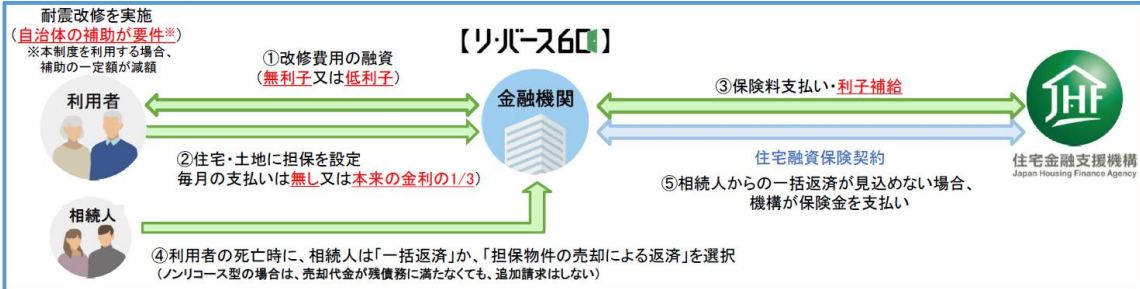 耐震改修を実施
(自治体の補助が要件※)
※本制度を利用する場合、
補助の一定額が減額
利用者
【リ・バース60】
①改修費用の融資
(無利子又は低利子)
金融機関
②住宅・土地に担保を設定
毎月の支払いは無し又は本来の金利の1/3)
③保険料支払い・利子補給
住宅融資保険契約
⑤相続人からの一括返済が見込めない場合、
機構が保険金を支払い
JHF
住宅金融支援機構
Japan Housing Finance Agency
相続人
④利用者の死亡時に、相続人は「一括返済」か、「担保物件の売却による返済」を選択
(ノンリコース型の場合は、売却代金が残債務に満たなくても、追加請求はしない)